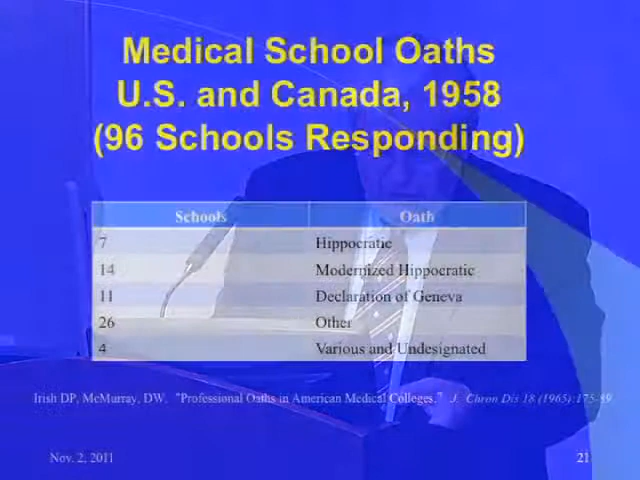 Medical School Oaths
U.S. and Canada, 1958
(96 Schools Responding)
Schools Oath
7 Hippocratic
14 Modernized Hippocratic
11 Declaration of Geneva
26 Other
4 Various and Undesignated
Irish DP, McMurray, DW. "Professional Oaths in American Medical Colleges," J. Chron Dis 18 (1965):175-89
Nov. 2, 2011 21